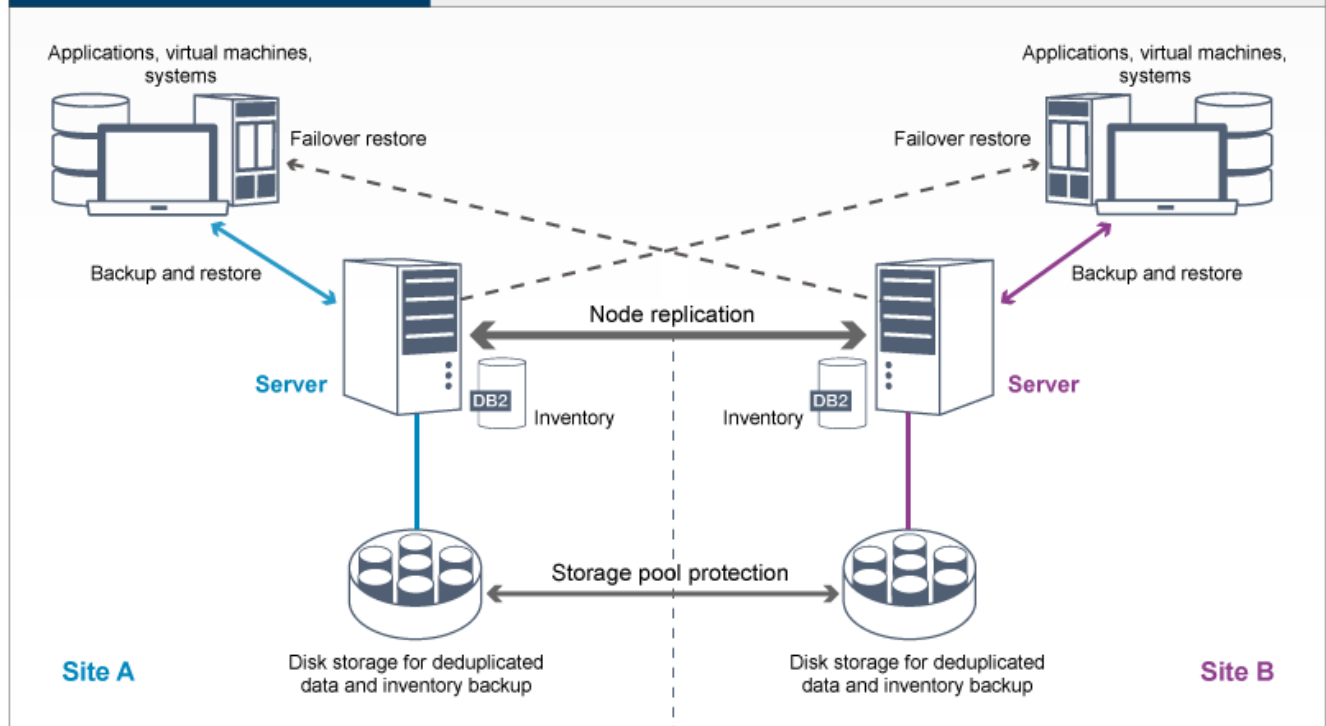 Applications, virtual machines,
systems
Applications, virtual machines,
systems
Failover restore
Failover restore
Backup and restore
Backup and restore
Node replication
Server
Server
DB2
Inventory
DB2
Inventory
Storage pool protection
Disk storage for deduplicated
data and inventory backup
Disk storage for deduplicated
data and inventory backup
Site A
Site B